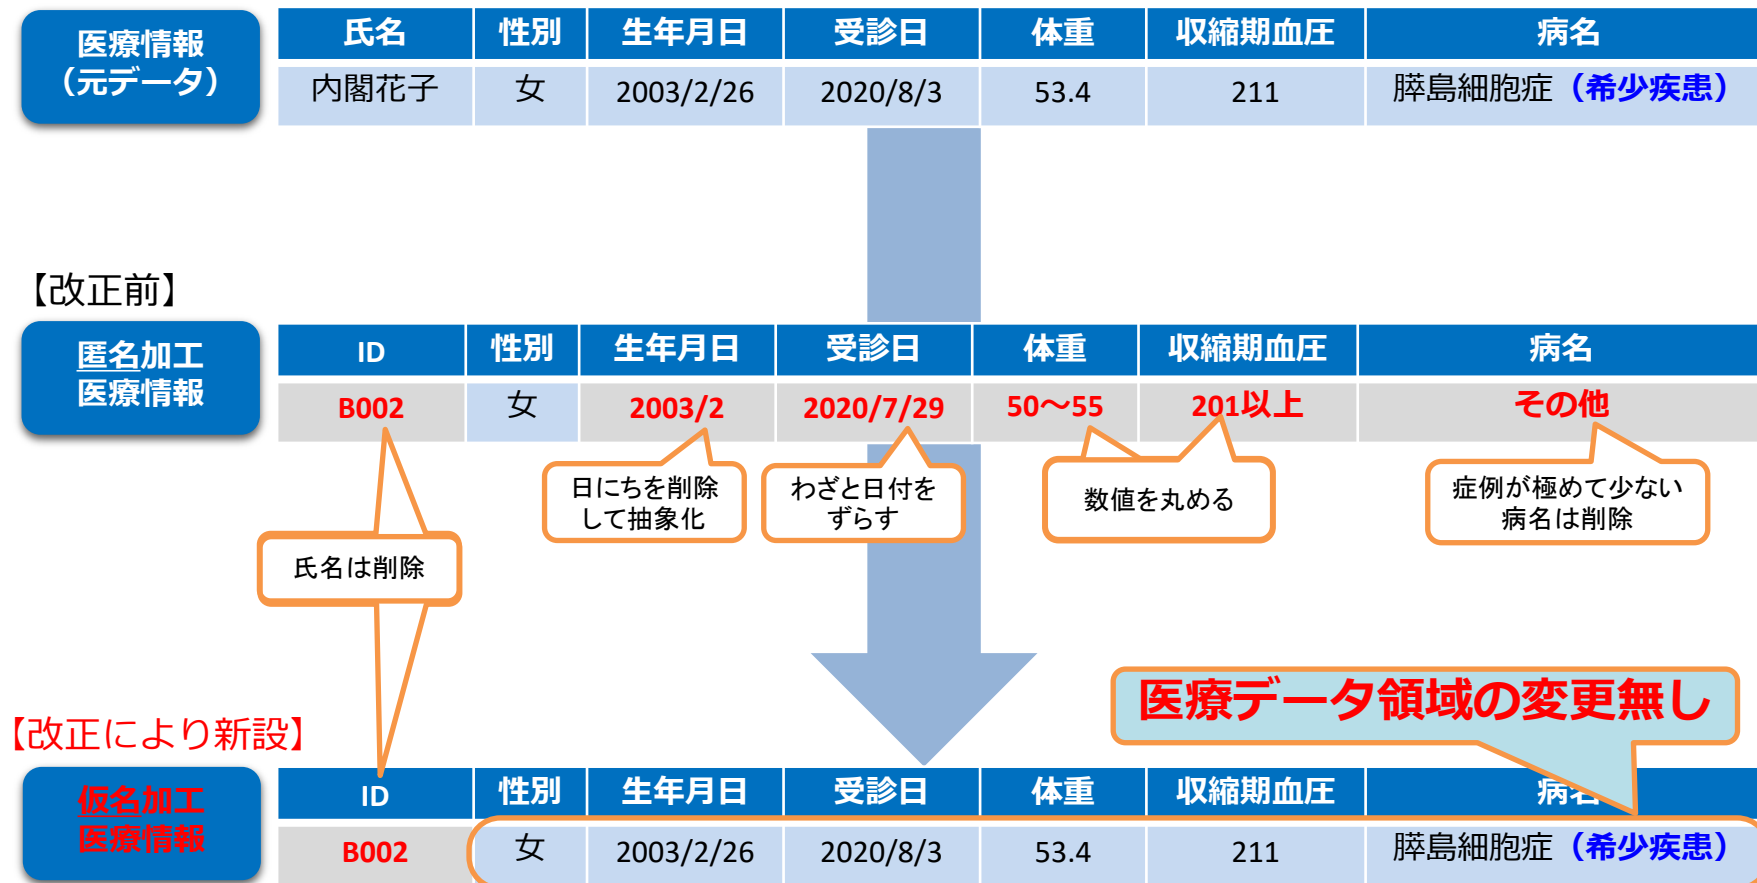 医療情報
（元データ）
氏名 性別 生年月日 受診日 体重 収縮期血圧 病名
内閣花子 女 2003/2/26 2020/8/3 53.4 211 膵島細胞症（希少疾患）
【改正前】
匿名加工
医療情報
ID 性別 生年月日 受診日 体重 収縮期血圧 病名
B002 女 2003/2 2020/7/29 50～55 201以上 その他
日にちを削除
して抽象化
わざと日付を
ずらす
数値を丸める
症例が極めて少ない
病名は削除
氏名は削除
医療データ領域の変更無し
【改正により新設】
仮名加工
医療情報
ID 性別 生年月日 受診日 体重 収縮期血圧 病名
B002 女 2003/2/26 2020/8/3 53.4 211 膵島細胞症（希少疾患）